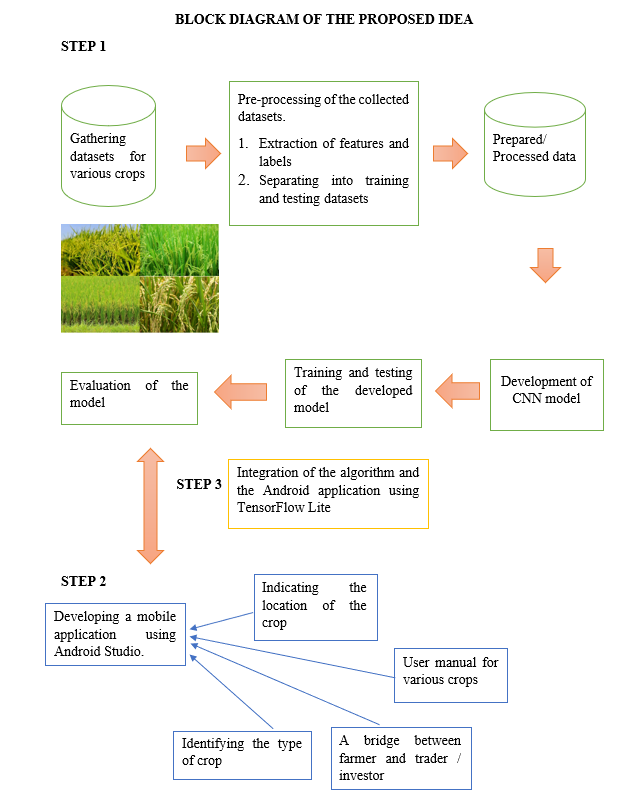 BLOCK DIAGRAM OF THE PROPOSED IDEA
STEP 1
Gathering
datasets for
various crops
Pre-processing of the collected
datasets.
1. Extraction of features and
labels
2. Separating into training
and testing datasets
Prepared/
Processed data
Development of
CNN model
Training and testing
of the developed
model
Evaluation of the
model
STEP 3
Integration of the algorithm and
the Android application using
TensorFlow Lite
STEP 2
Developing a mobile
application using
Android Studio.
Indicating the
location of the
crop
User manual for
various crops
A bridge between
farmer and trader /
investor
Identifying the type
of crop